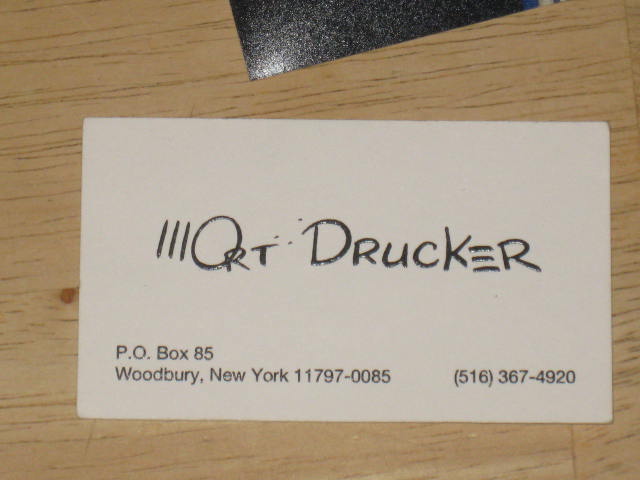 Mort Drucker
P.O. Box 85
Woodbury, New York 11797-0085
(516) 367-4920